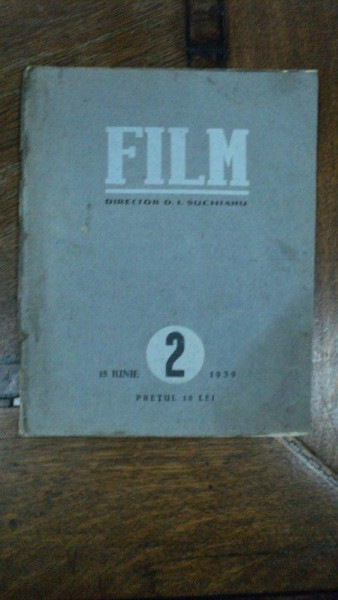 FILM
DIRECTOR D. I. SUCHIANU
15 IUNIE 2 1939
PREȚUL 10 LEI